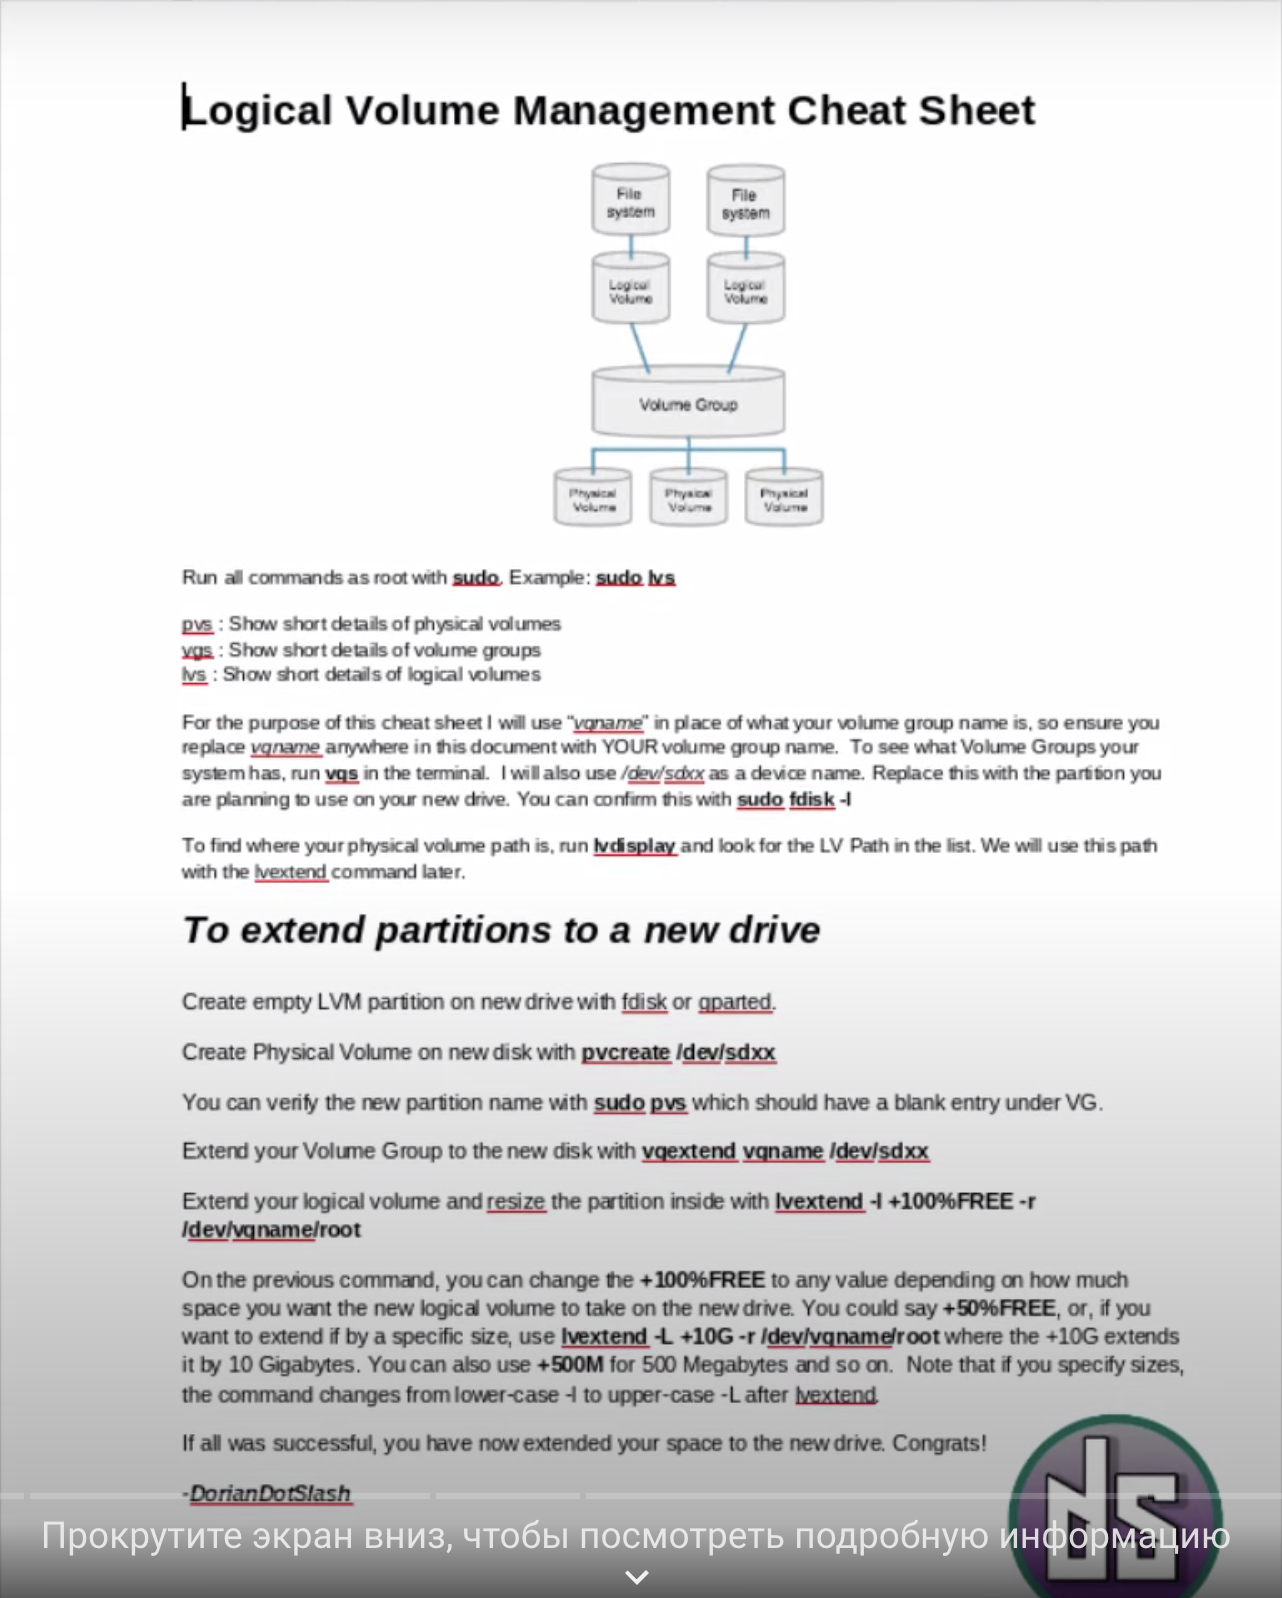 Logical Volume Management Cheat Sheet
File
system
File
system
Logical
Volume
Logical
Volume
Volume Group
Physical
Volume
Physical
Volume
Physical
Volume
Run all commands as root with sudo. Example: sudo lvs
pvs : Show short details of physical volumes
vgs : Show short details of volume groups
lvs : Show short details of logical volumes
For the purpose of this cheat sheet I will use "vgname" in place of what your volume group name is, so ensure you
replace vgname anywhere in this document with YOUR volume group name. To see what Volume Groups your
system has, run vgs in the terminal. I will also use /dev/sdxx as a device name. Replace this with the partition you
are planning to use on your new drive. You can confirm this with sudo fdisk -l
To find where your physical volume path is, run lvdisplay and look for the LV Path in the list. We will use this path
with the lvextend command later.
To extend partitions to a new drive
Create empty LVM partition on new drive with fdisk or gparted.
Create Physical Volume on new disk with pvcreate /dev/sdxx
You can verify the new partition name with sudo pvs which should have a blank entry under VG.
Extend your Volume Group to the new disk with vgextend vgname /dev/sdxx
Extend your logical volume and resize the partition inside with lvextend -l +100%FREE -r
/dev/vgname/root
On the previous command, you can change the +100%FREE to any value depending on how much
space you want the new logical volume to take on the new drive. You could say +50%FREE, or, if you
want to extend if by a specific size, use lvextend -L +10G -r /dev/vgname/root where the +10G extends
it by 10 Gigabytes. You can also use +500M for 500 Megabytes and so on. Note that if you specify sizes,
the command changes from lower-case -l to upper-case -L after lvextend.
If all was successful, you have now extended your space to the new drive. Congrats!
-DorianDotSlash
ds
Прокрутите экран вниз, чтобы посмотреть подробную информацию